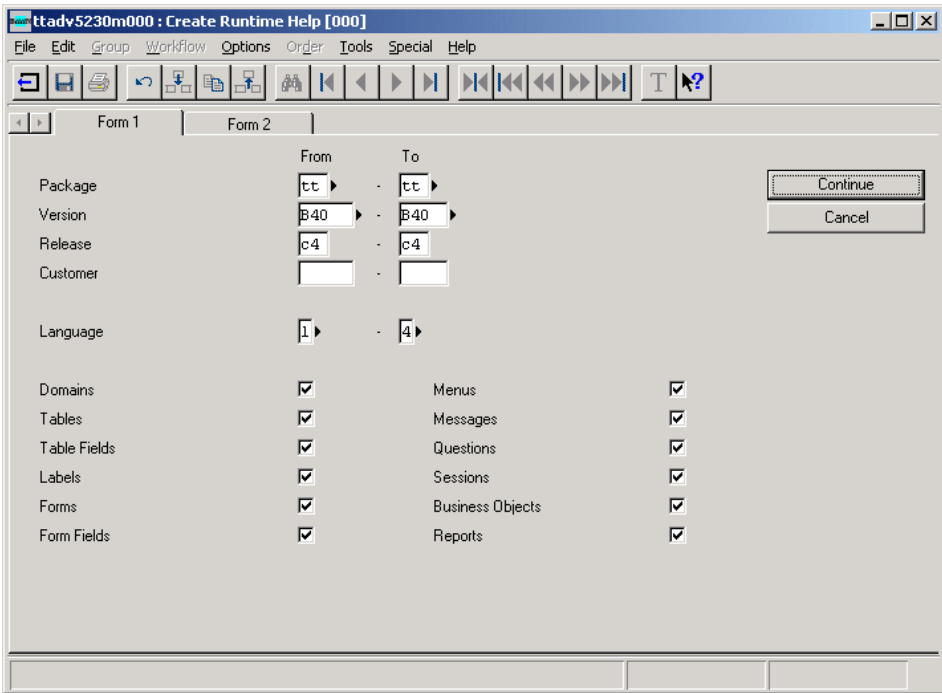 ttadv5230m000 : Create Runtime Help [000]
File Edit Group Workflow Options Order Tools Special Help
T ?
Form 1 Form 2
From To
Package tt - tt Continue
Version B40 - B40 Cancel
Release c4 - c4
Customer -
Language 1 - 4
Domains Menus
Tables Messages
Table Fields Questions
Labels Sessions
Forms Business Objects
Form Fields Reports